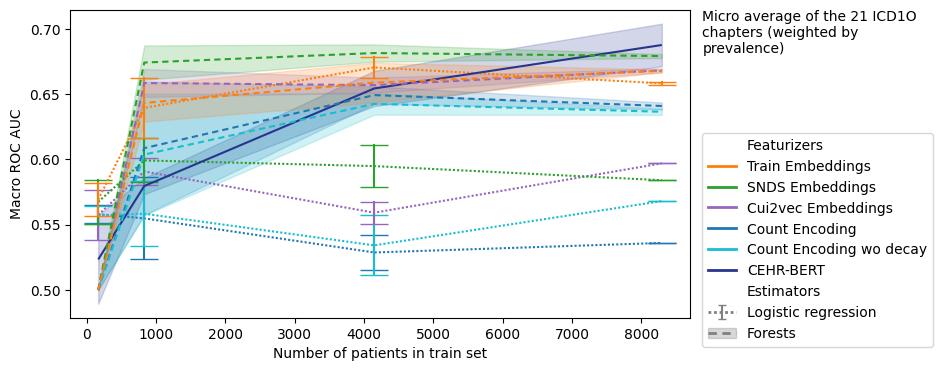 Micro average of the 21 ICD1O
chapters (weighted by
prevalence)
Macro ROC AUC
0.70
0.65
0.60
0.55
0.50
0
1000
2000
3000
4000
5000
6000
7000
8000
Number of patients in train set
Featurizers
Train Embeddings
SNDS Embeddings
Cui2vec Embeddings
Count Encoding
Count Encoding wo decay
CEHR-BERT
Estimators
Logistic regression
Forests